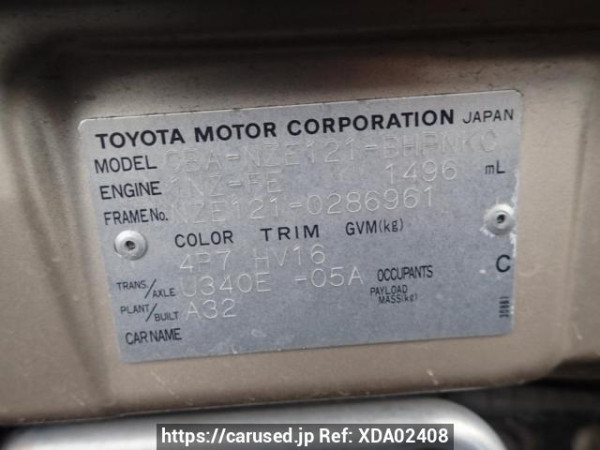 TOYOTA MOTOR CORPORATION JAPAN
MODEL CBA-NZE121-
ENGINE 1NZ-FE 1496 mL
FRAME No. NZE121-0286961
COLOR TRIM GVM(kg)
4R7 HV16
TRANS./AXLE U340E -05A OCCUPANTS C
PAYLOAD MASS(kg)
PLANT/BUILT A32
CAR NAME
https://carused.jp Ref: XDA02408